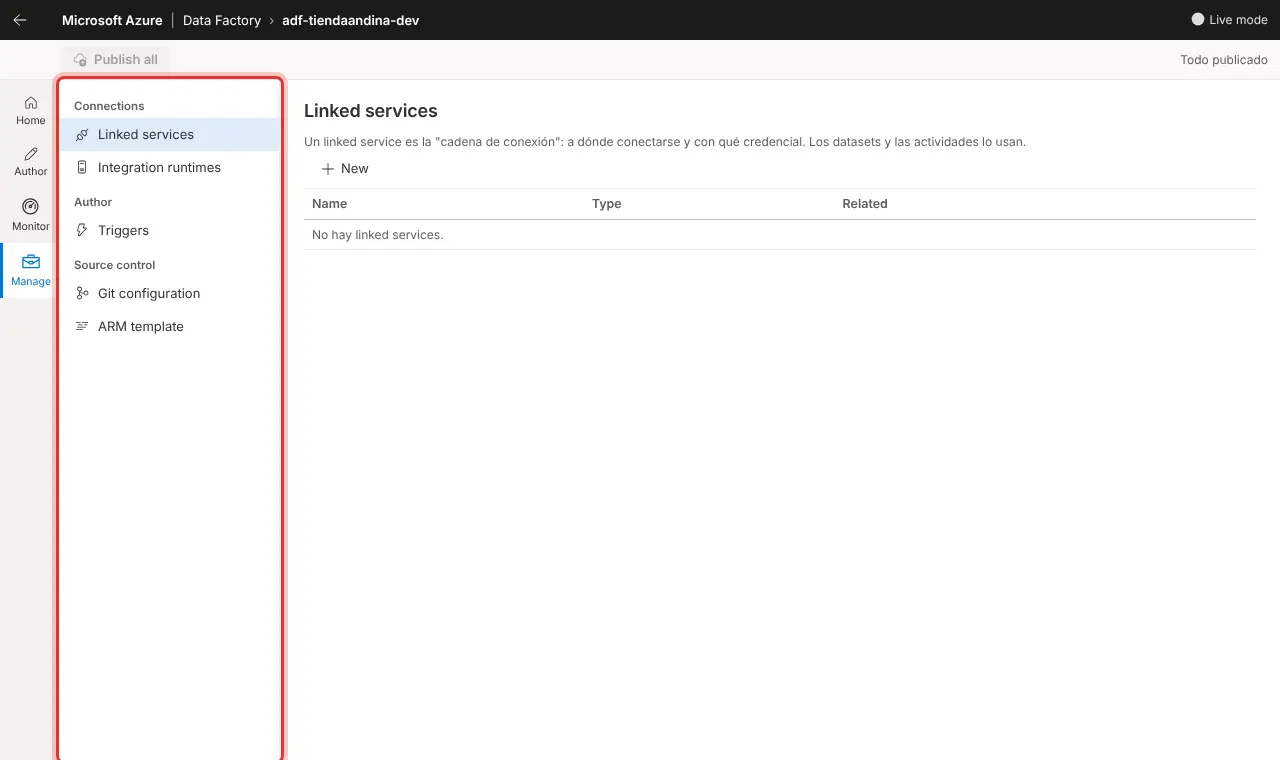 Microsoft Azure | Data Factory › adf-tiendaandina-dev
Live mode
Publish all
Todo publicado
Home
Author
Monitor
Manage
Connections
Linked services
Integration runtimes
Author
Triggers
Source control
Git configuration
ARM template
Linked services
Un linked service es la "cadena de conexión": a dónde conectarse y con qué credencial. Los datasets y las actividades lo usan.
New
Name Type Related
No hay linked services.